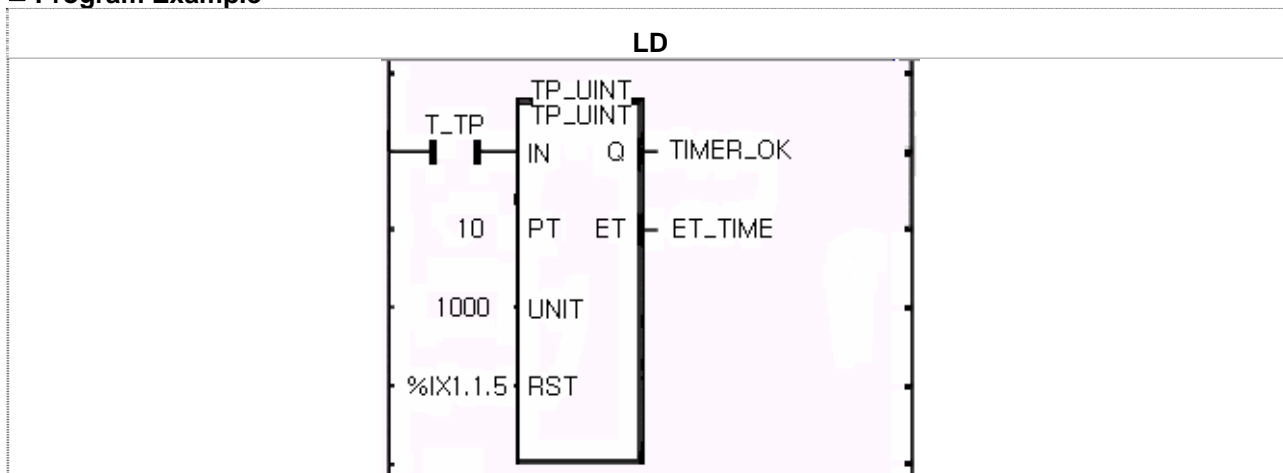 Program Example
LD
TP_UINT
TP_UINT
T_TP
IN Q TIMER_OK
10 PT ET ET_TIME
1000 UNIT
%IX1.1.5 RST